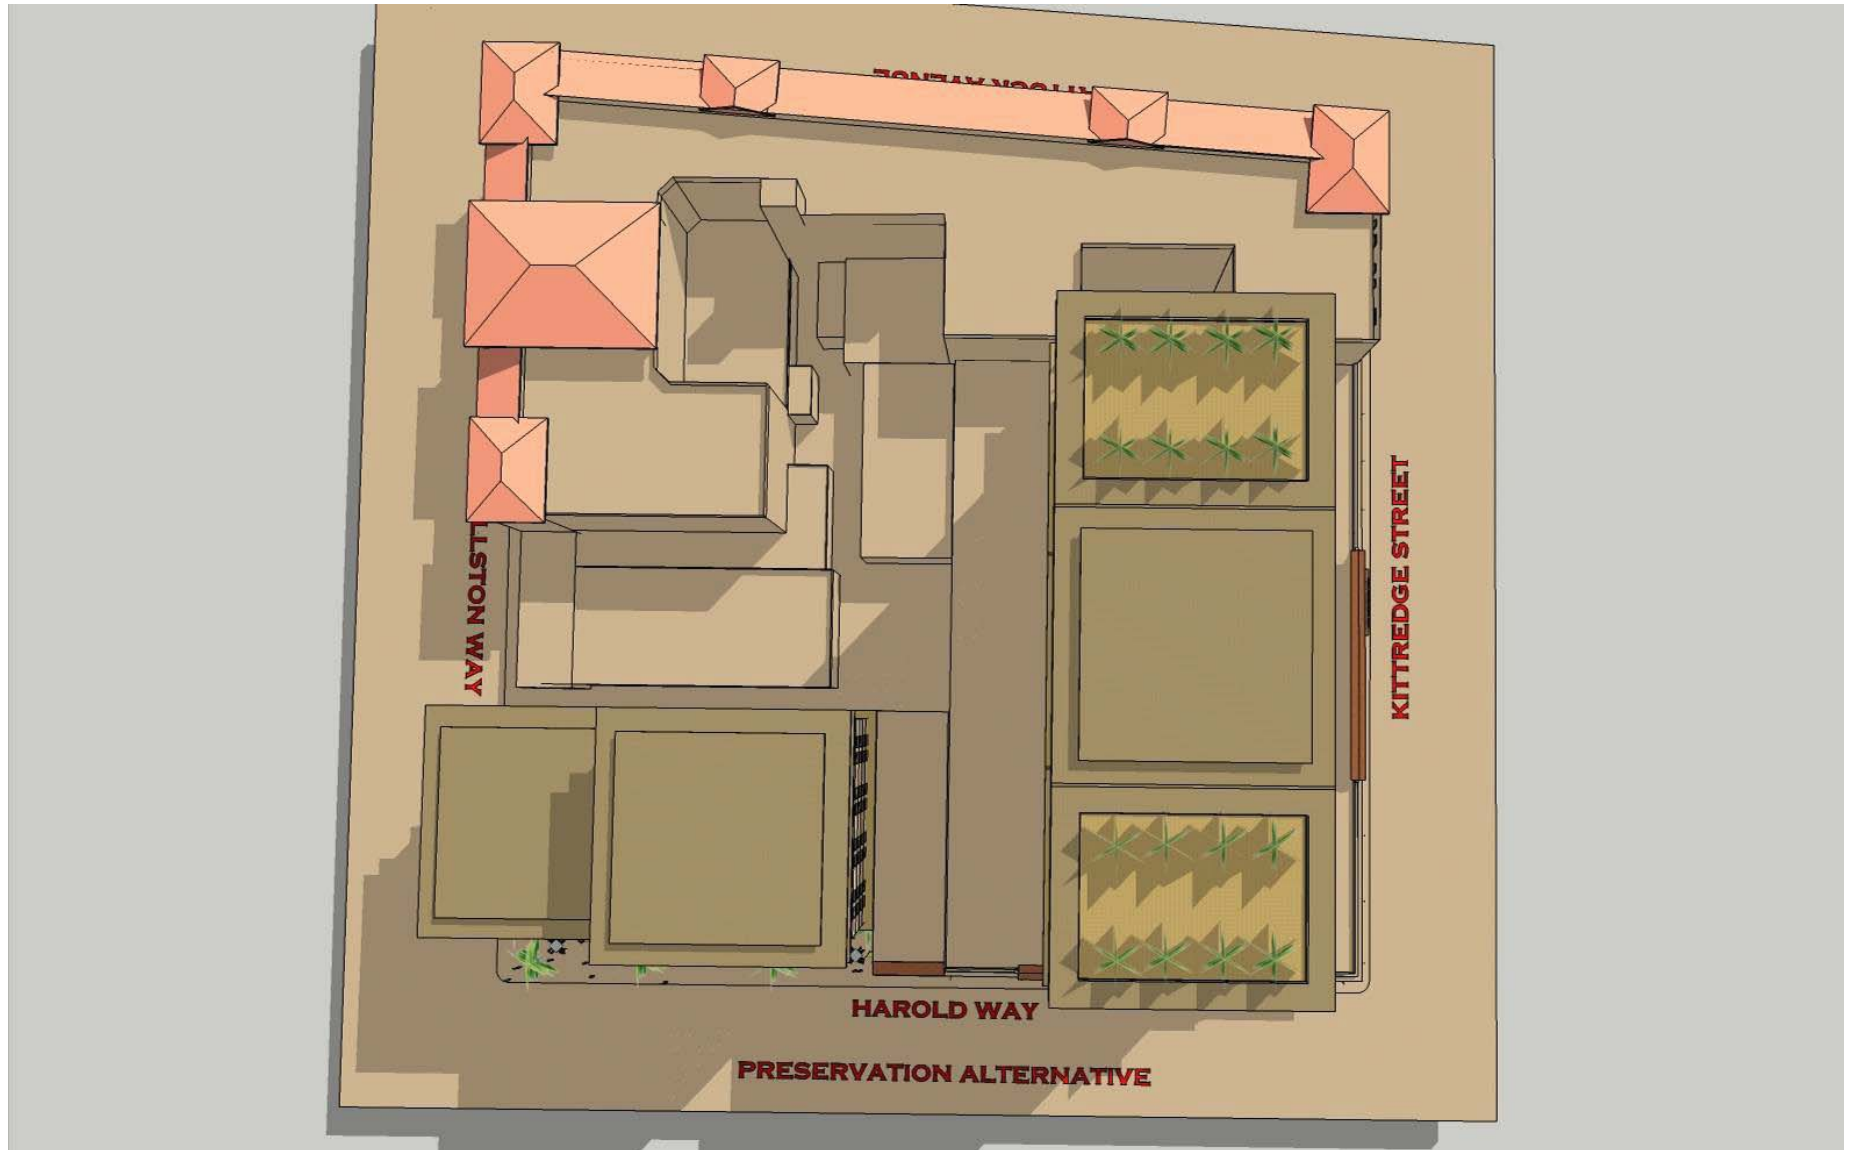 LLSTON WAY
KITTREDGE STREET
HAROLD WAY
PRESERVATION ALTERNATIVE